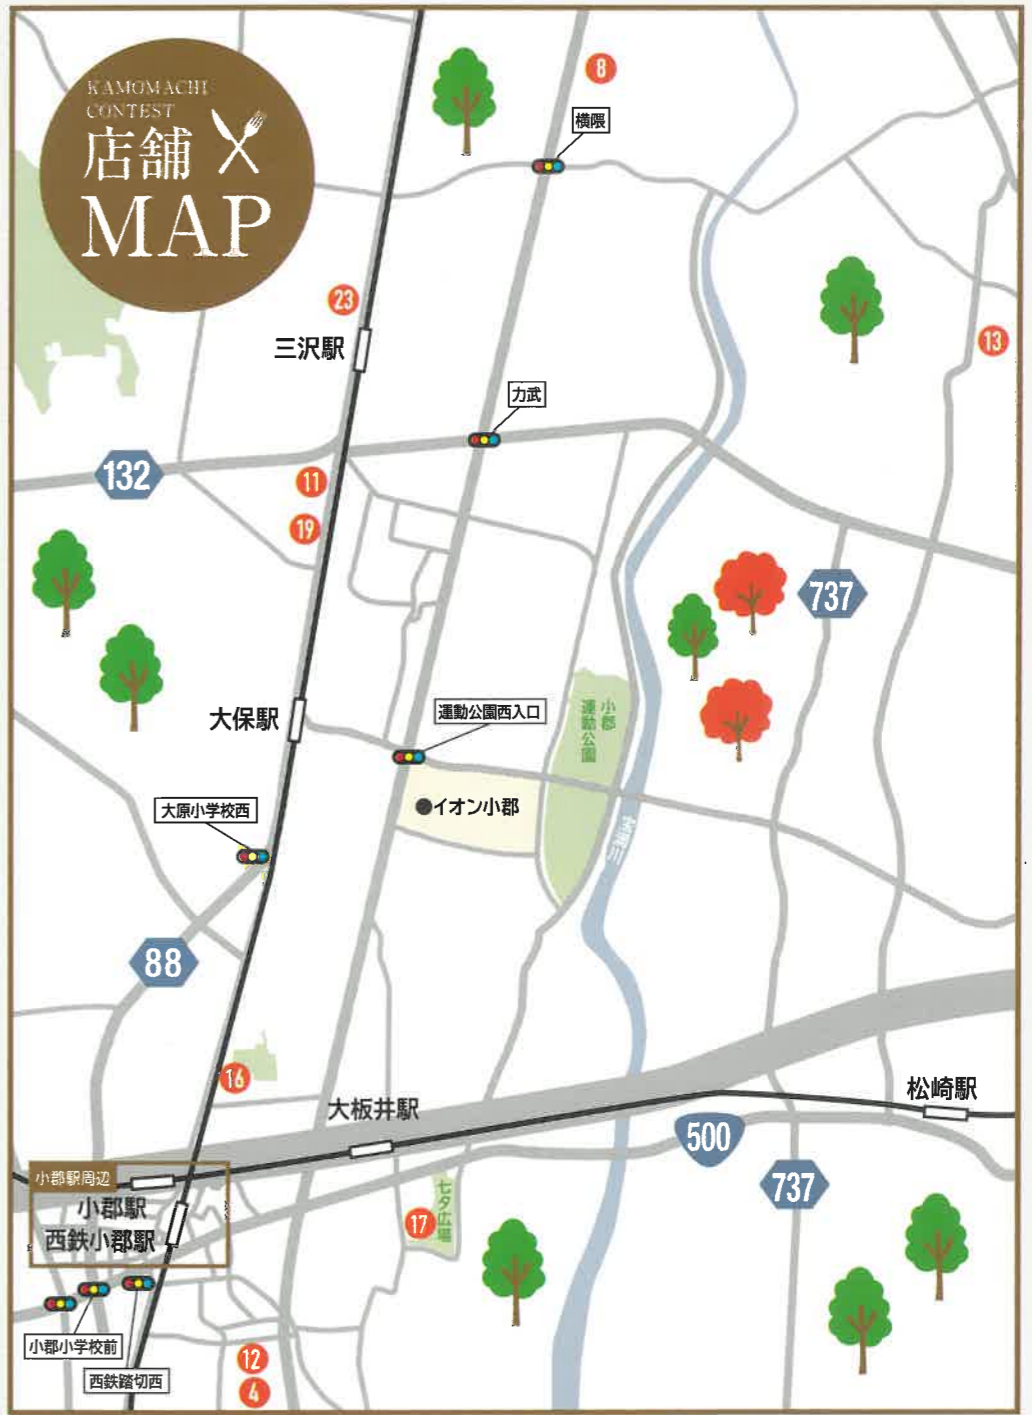 KAMOMACHI
CONTEST
店舗
MAP
8
横隈
23
三沢駅
13
力武
132
11
19
737
大保駅
運動公園西入口
小郡
運動公園
大原小学校西
●イオン小郡
宝満川
88
16
大板井駅
松崎駅
500
小郡駅周辺
小郡駅
西鉄小郡駅
737
七夕広場
17
小郡小学校前
西鉄踏切西
12
4